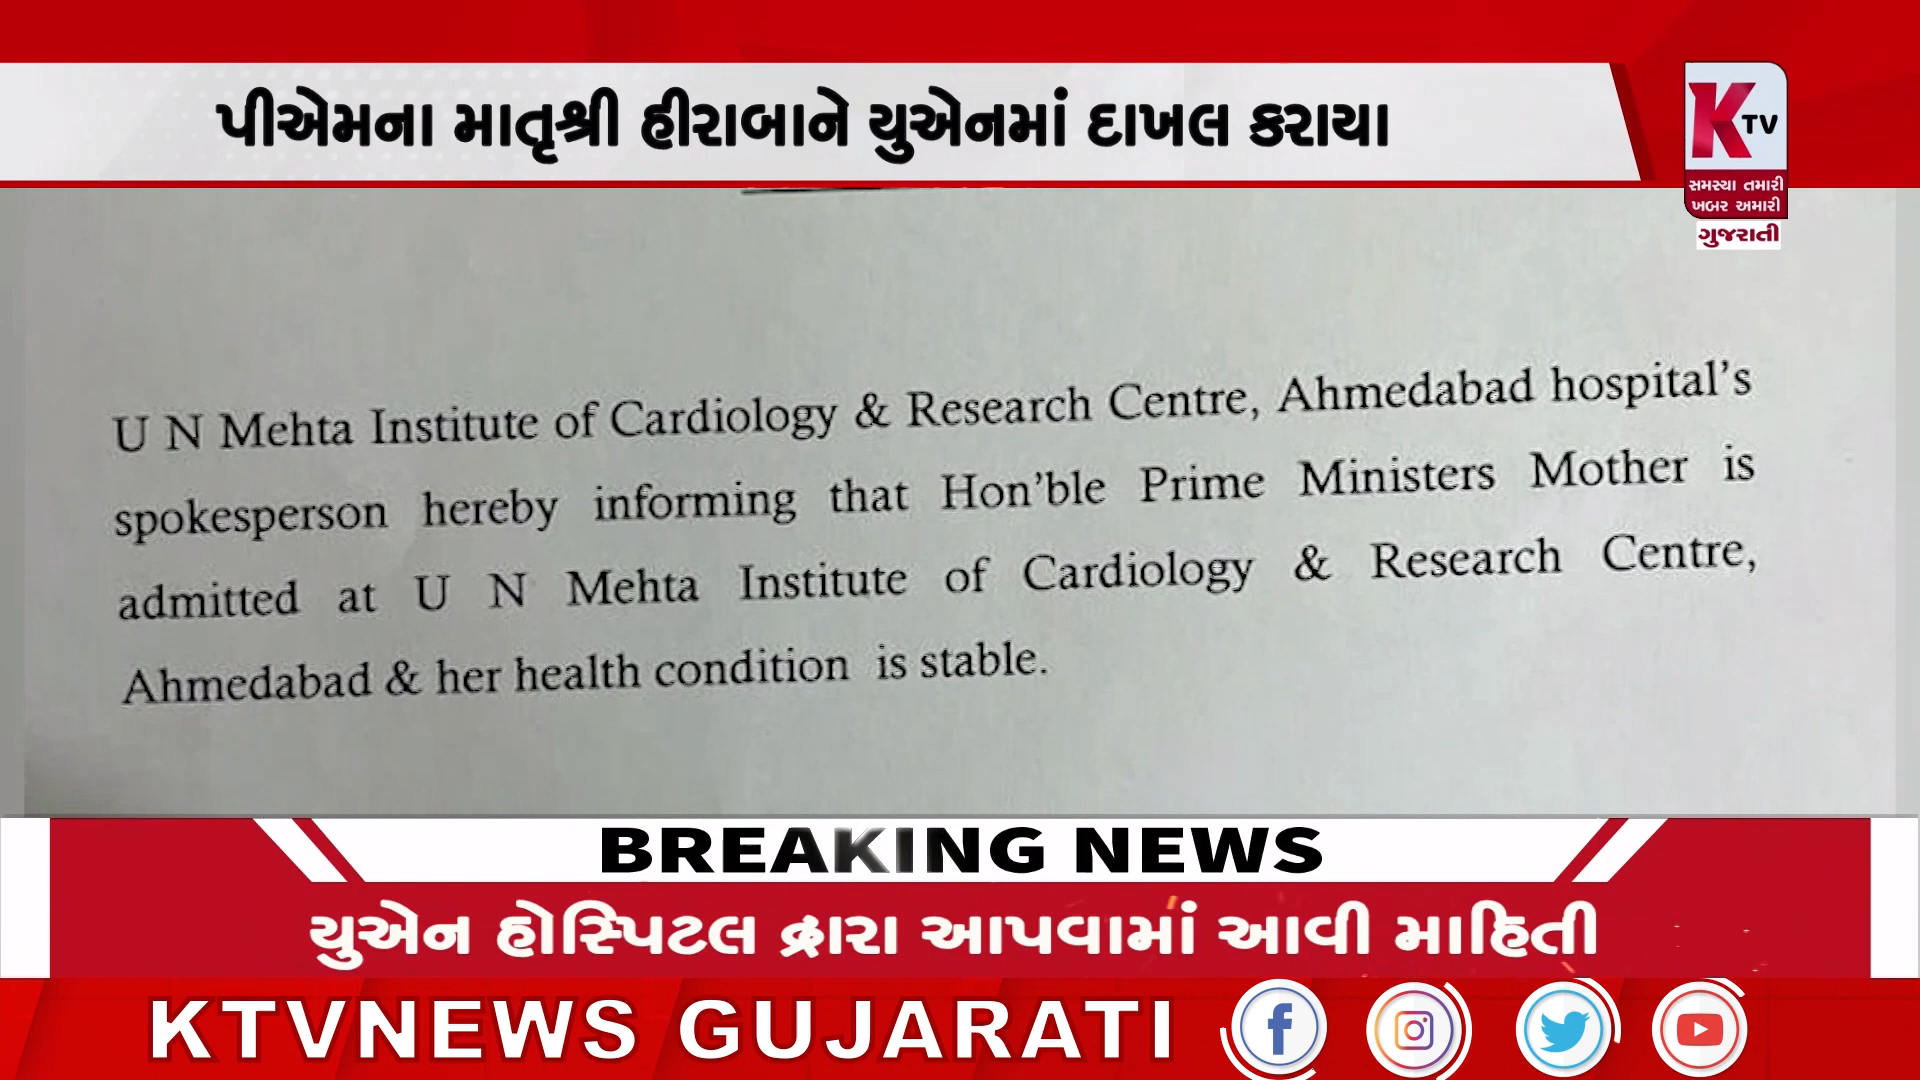 પીએમના માતૃશ્રી હીરાબાને યુએનમાં દાખલ કરાયા
K TV
સમસ્યા તમારી
ખબર અમારી
ગુજરાતી
U N Mehta Institute of Cardiology & Research Centre, Ahmedabad hospital's
spokesperson hereby informing that Hon'ble Prime Ministers Mother is
admitted at U N Mehta Institute of Cardiology & Research Centre,
Ahmedabad & her health condition is stable.
BREAKING NEWS
યુએન હોસ્પિટલ દ્રારા આપવામાં આવી માહિતી
KTVNEWS GUJARATI